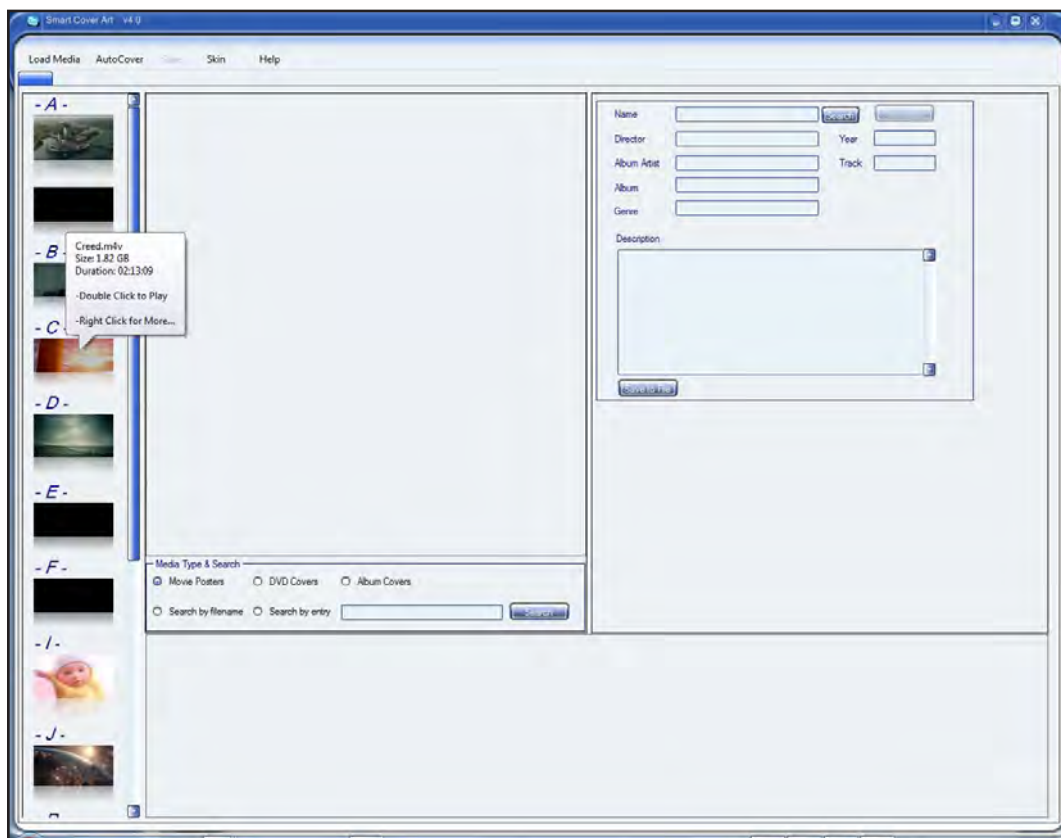 Smart Cover Art v4.0
Load Media AutoCover Skin Help
- A -
- B -
Creed.m4v
Size: 1.82 GB
Duration: 02:13:09
-Double Click to Play
-Right Click for More...
- C -
- D -
- E -
- F -
- I -
- J -
Media Type & Search
Movie Posters DVD Covers Album Covers
Search by filename Search by entry Search
Name Search
Director Year
Album Artist Track
Album
Genre
Description
Save to File